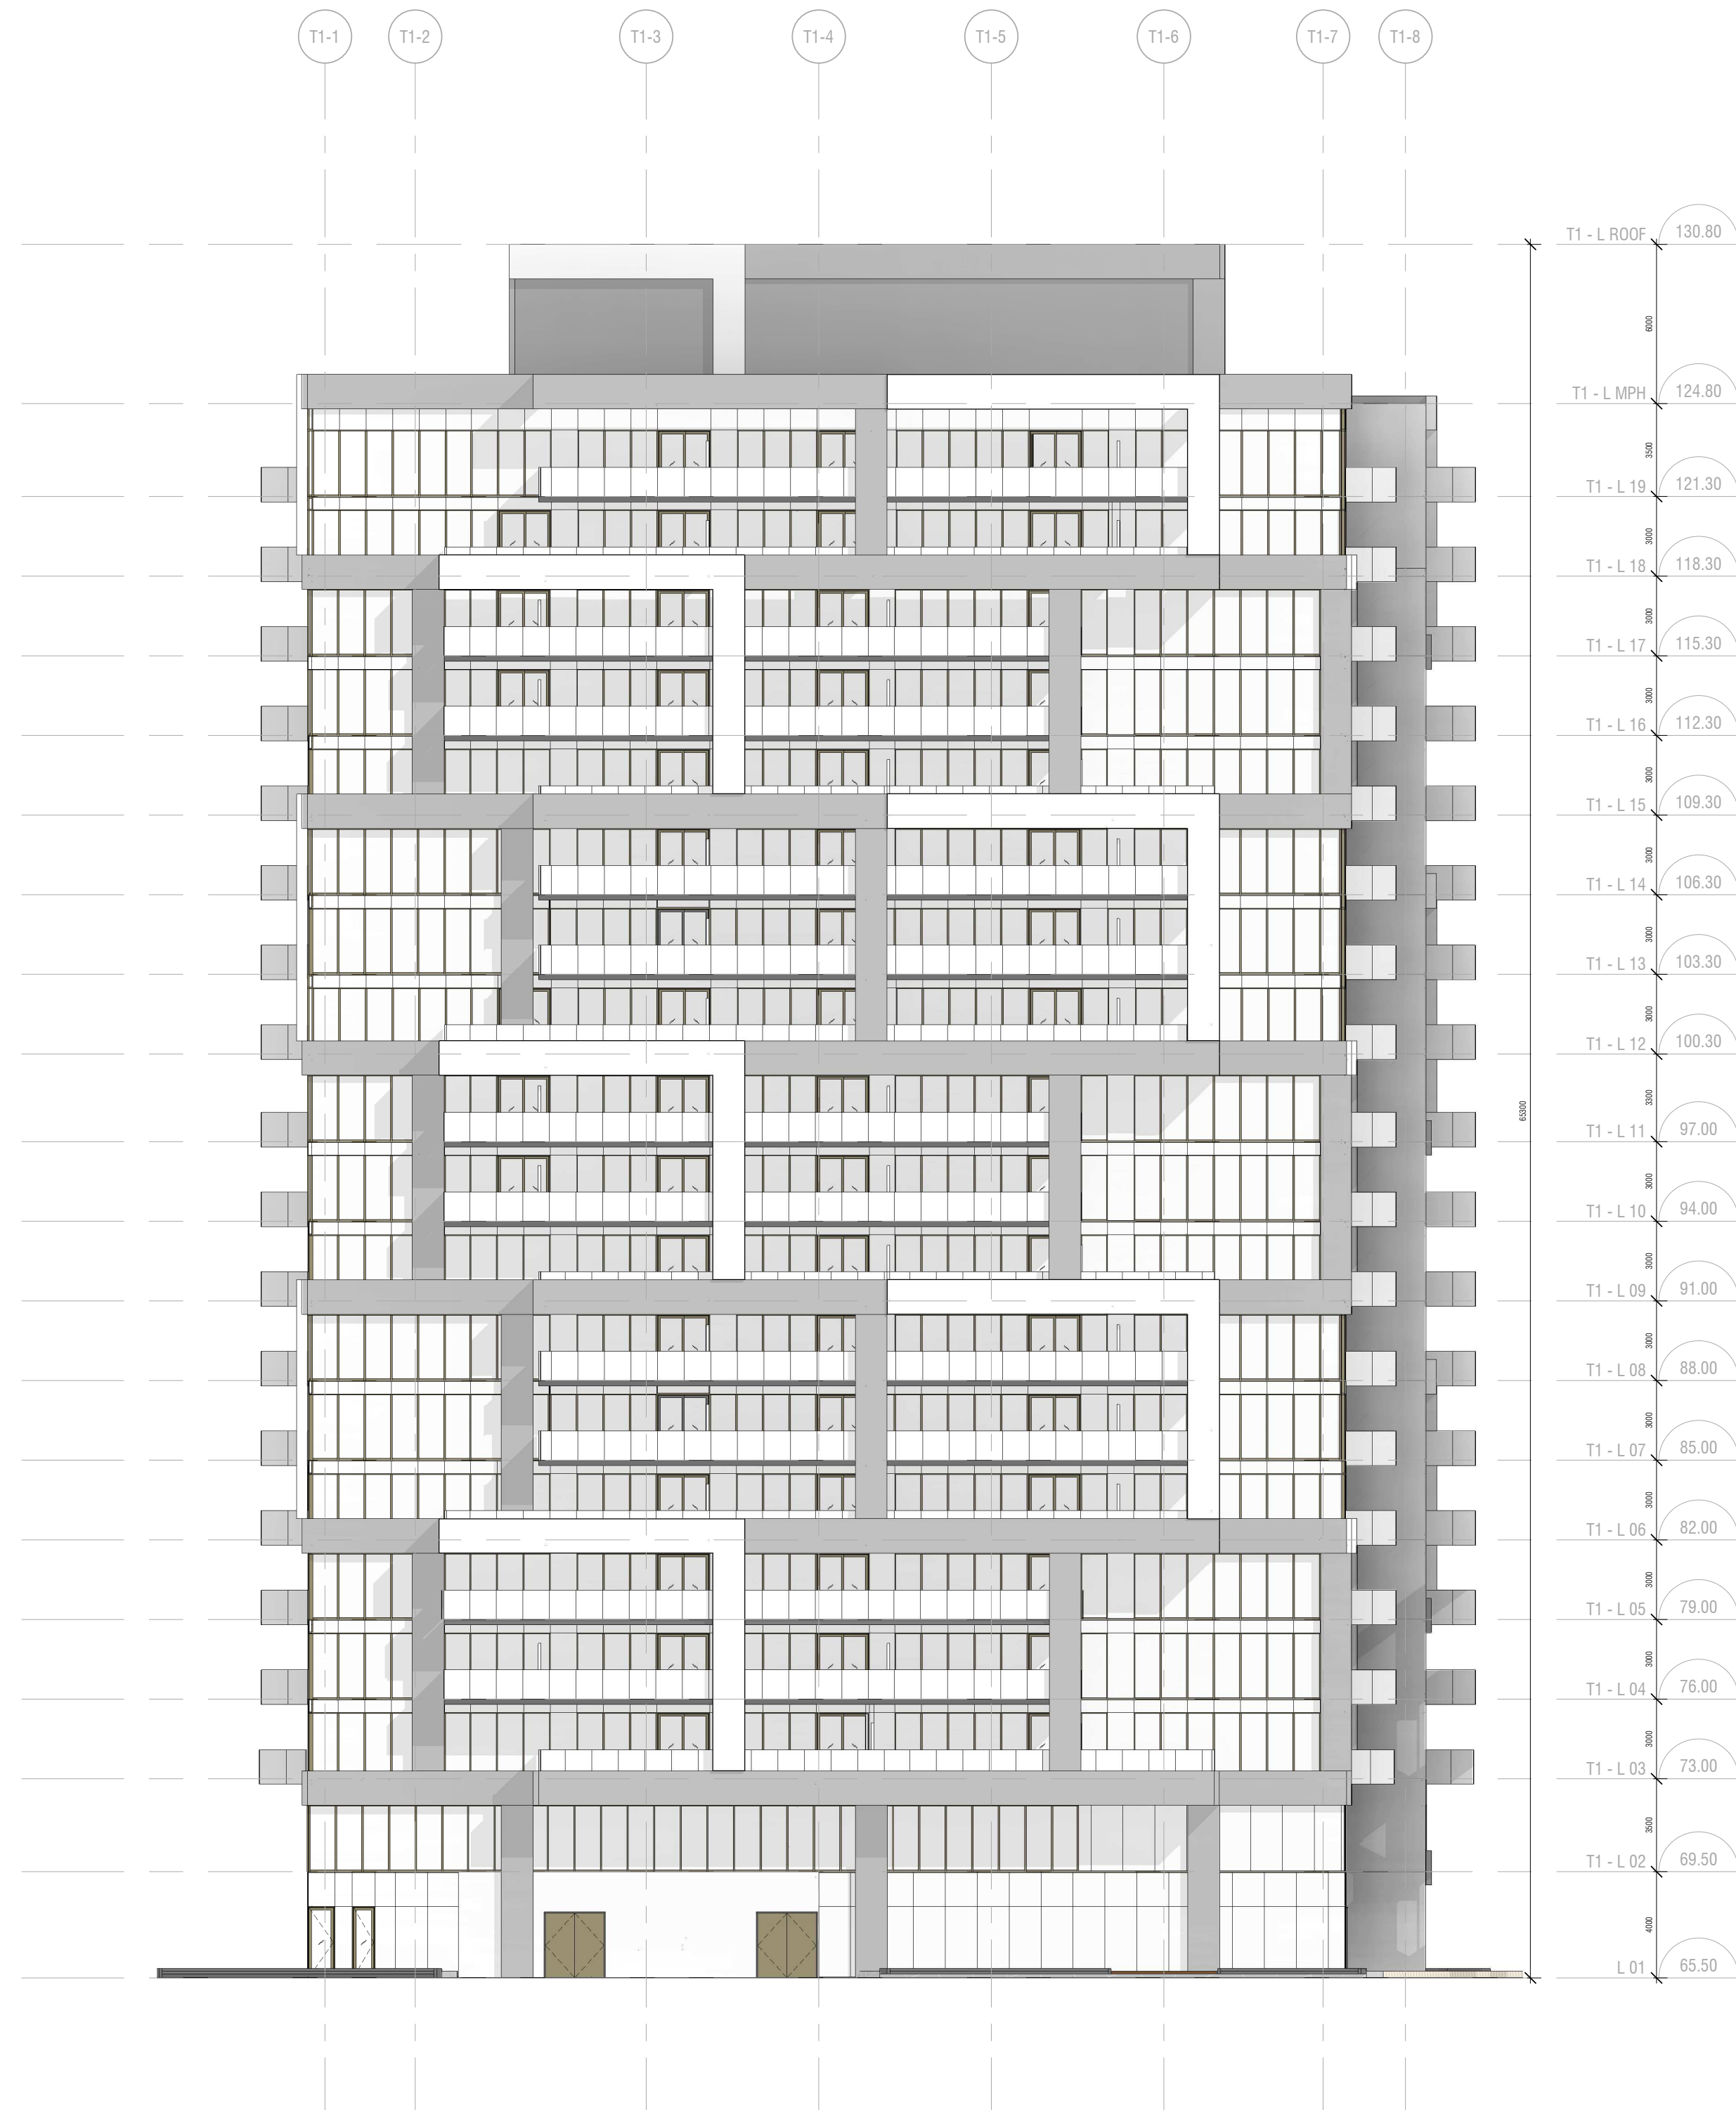 T1-1 T1-2 T1-3 T1-4 T1-5 T1-6 T1-7 T1-8
T1 - L ROOF 130.80
6000
T1 - L MPH 124.80
3500
T1 - L 19 121.30
3000
T1 - L 18 118.30
3000
T1 - L 17 115.30
3000
T1 - L 16 112.30
3000
T1 - L 15 109.30
3000
T1 - L 14 106.30
3000
T1 - L 13 103.30
3000
T1 - L 12 100.30
3300
65300
T1 - L 11 97.00
3000
T1 - L 10 94.00
3000
T1 - L 09 91.00
3000
T1 - L 08 88.00
3000
T1 - L 07 85.00
3000
T1 - L 06 82.00
3000
T1 - L 05 79.00
3000
T1 - L 04 76.00
3000
T1 - L 03 73.00
3500
T1 - L 02 69.50
4000
L 01 65.50